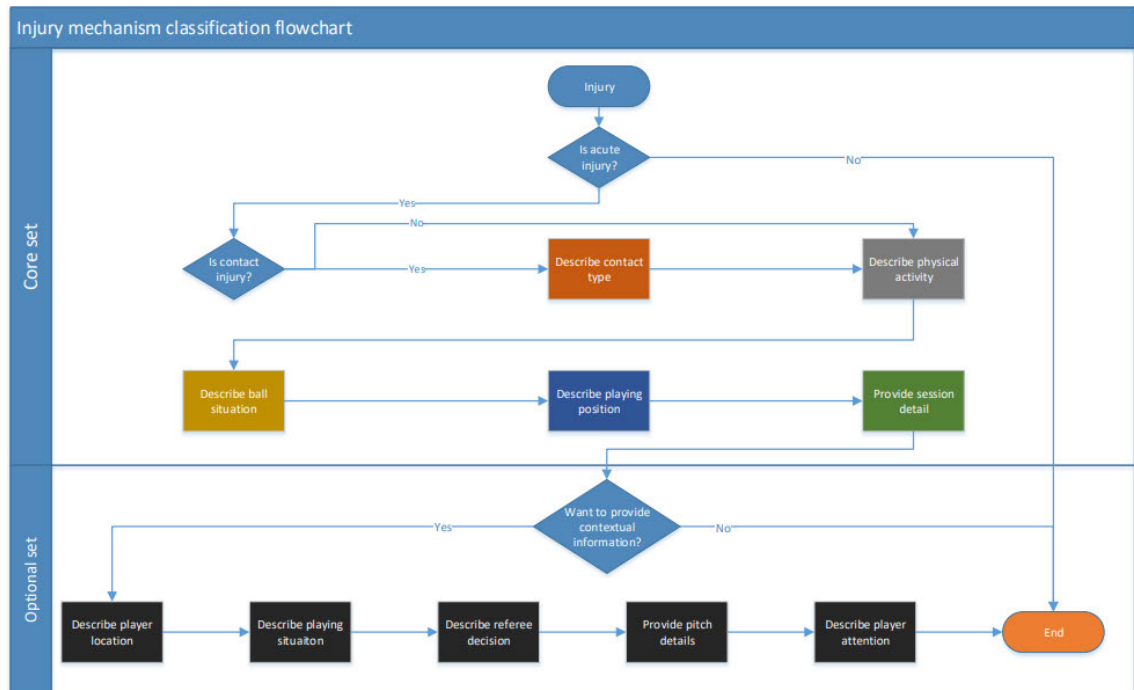 Injury mechanism classification flowchart
Core set
Injury
Is acute
injury?
No
Yes
No
Is contact
injury?
Yes
Describe contact
type
Describe physical
activity
Describe ball
situation
Describe playing
position
Provide session
detail
Optional set
Want to provide
contextual
information?
Yes
No
Describe player
location
Describe playing
situaiton
Describe referee
decision
Provide pitch
details
Describe player
attention
End